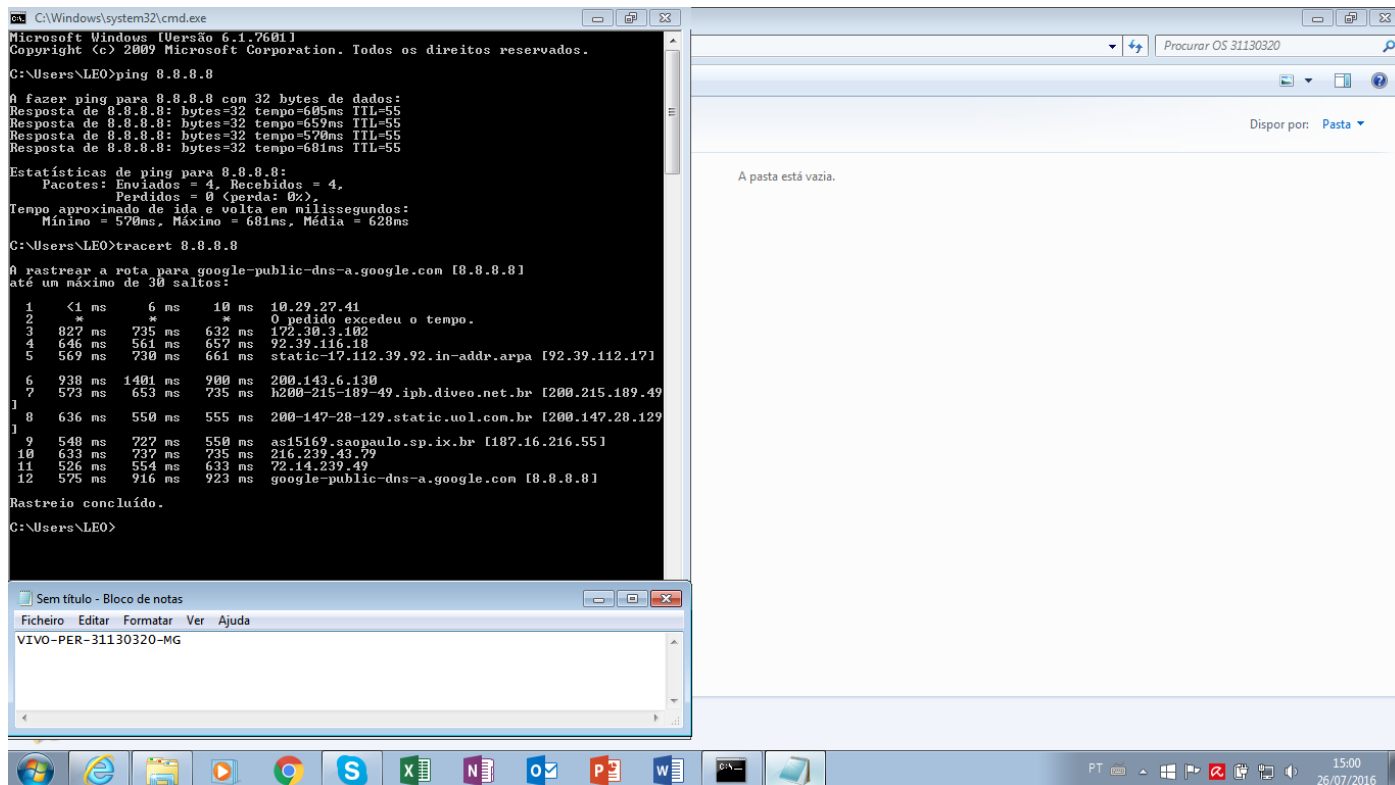 C:\Windows\system32\cmd.exe
Microsoft Windows [Versão 6.1.7601]
Copyright (c) 2009 Microsoft Corporation. Todos os direitos reservados.
C:\Users\LEO>ping 8.8.8.8
A fazer ping para 8.8.8.8 com 32 bytes de dados:
Resposta de 8.8.8.8: bytes=32 tempo=605ms TTL=55
Resposta de 8.8.8.8: bytes=32 tempo=659ms TTL=55
Resposta de 8.8.8.8: bytes=32 tempo=570ms TTL=55
Resposta de 8.8.8.8: bytes=32 tempo=681ms TTL=55
Estatísticas de ping para 8.8.8.8:
Pacotes: Enviados = 4, Recebidos = 4,
Perdidos = 0 (perda: 0%),
Tempo aproximado de ida e volta em milissegundos:
Mínimo = 570ms, Máximo = 681ms, Média = 628ms
C:\Users\LEO>tracert 8.8.8.8
A rastrear a rota para google-public-dns-a.google.com [8.8.8.8]
até um máximo de 30 saltos:
1 <1 ms 6 ms 10 ms 10.29.27.41
2 * * * O pedido excedeu o tempo.
3 827 ms 735 ms 632 ms 172.30.3.102
4 646 ms 561 ms 657 ms 92.39.116.18
5 569 ms 730 ms 661 ms static-17.112.39.92.in-addr.arpa [92.39.112.17]
6 938 ms 1401 ms 900 ms 200.143.6.130
7 573 ms 653 ms 735 ms h200-215-189-49.ipb.diveo.net.br [200.215.189.49
]
8 636 ms 550 ms 555 ms 200-147-28-129.static.uol.com.br [200.147.28.129
]
9 548 ms 727 ms 550 ms as15169.saopaulo.sp.ix.br [187.16.216.55]
10 633 ms 737 ms 735 ms 216.239.43.79
11 526 ms 554 ms 633 ms 72.14.239.49
12 575 ms 916 ms 923 ms google-public-dns-a.google.com [8.8.8.8]
Rastreio concluído.
C:\Users\LEO>
Procurar OS 31130320
Dispor por: Pasta
A pasta está vazia.
Sem título - Bloco de notas
Ficheiro Editar Formatar Ver Ajuda
VIVO-PER-31130320-MG
PT
15:00
26/07/2016